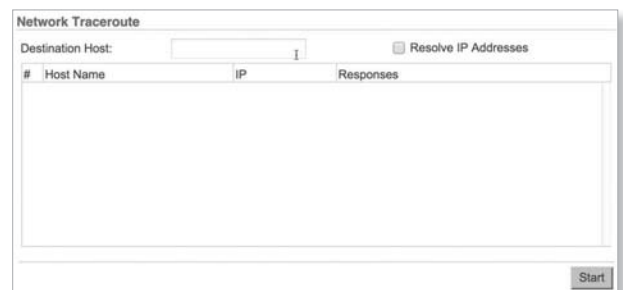 Network Traceroute
Destination Host: Resolve IP Addresses
# Host Name IP Responses
Start